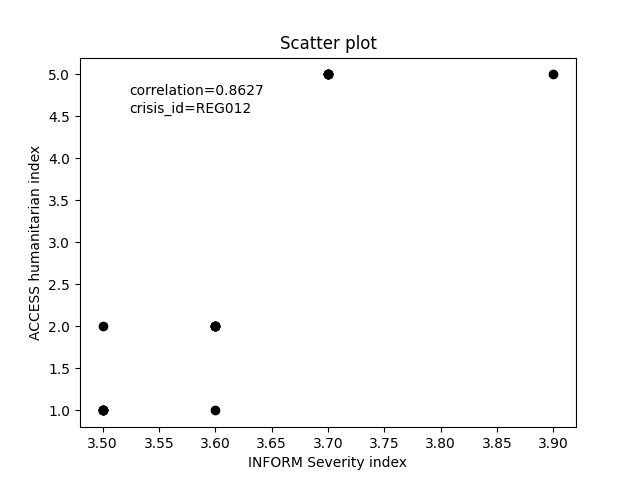 Scatter plot
correlation=0.8627
crisis_id=REG012
ACCESS humanitarian index
5.0
4.5
4.0
3.5
3.0
2.5
2.0
1.5
1.0
3.50 3.55 3.60 3.65 3.70 3.75 3.80 3.85 3.90
INFORM Severity index